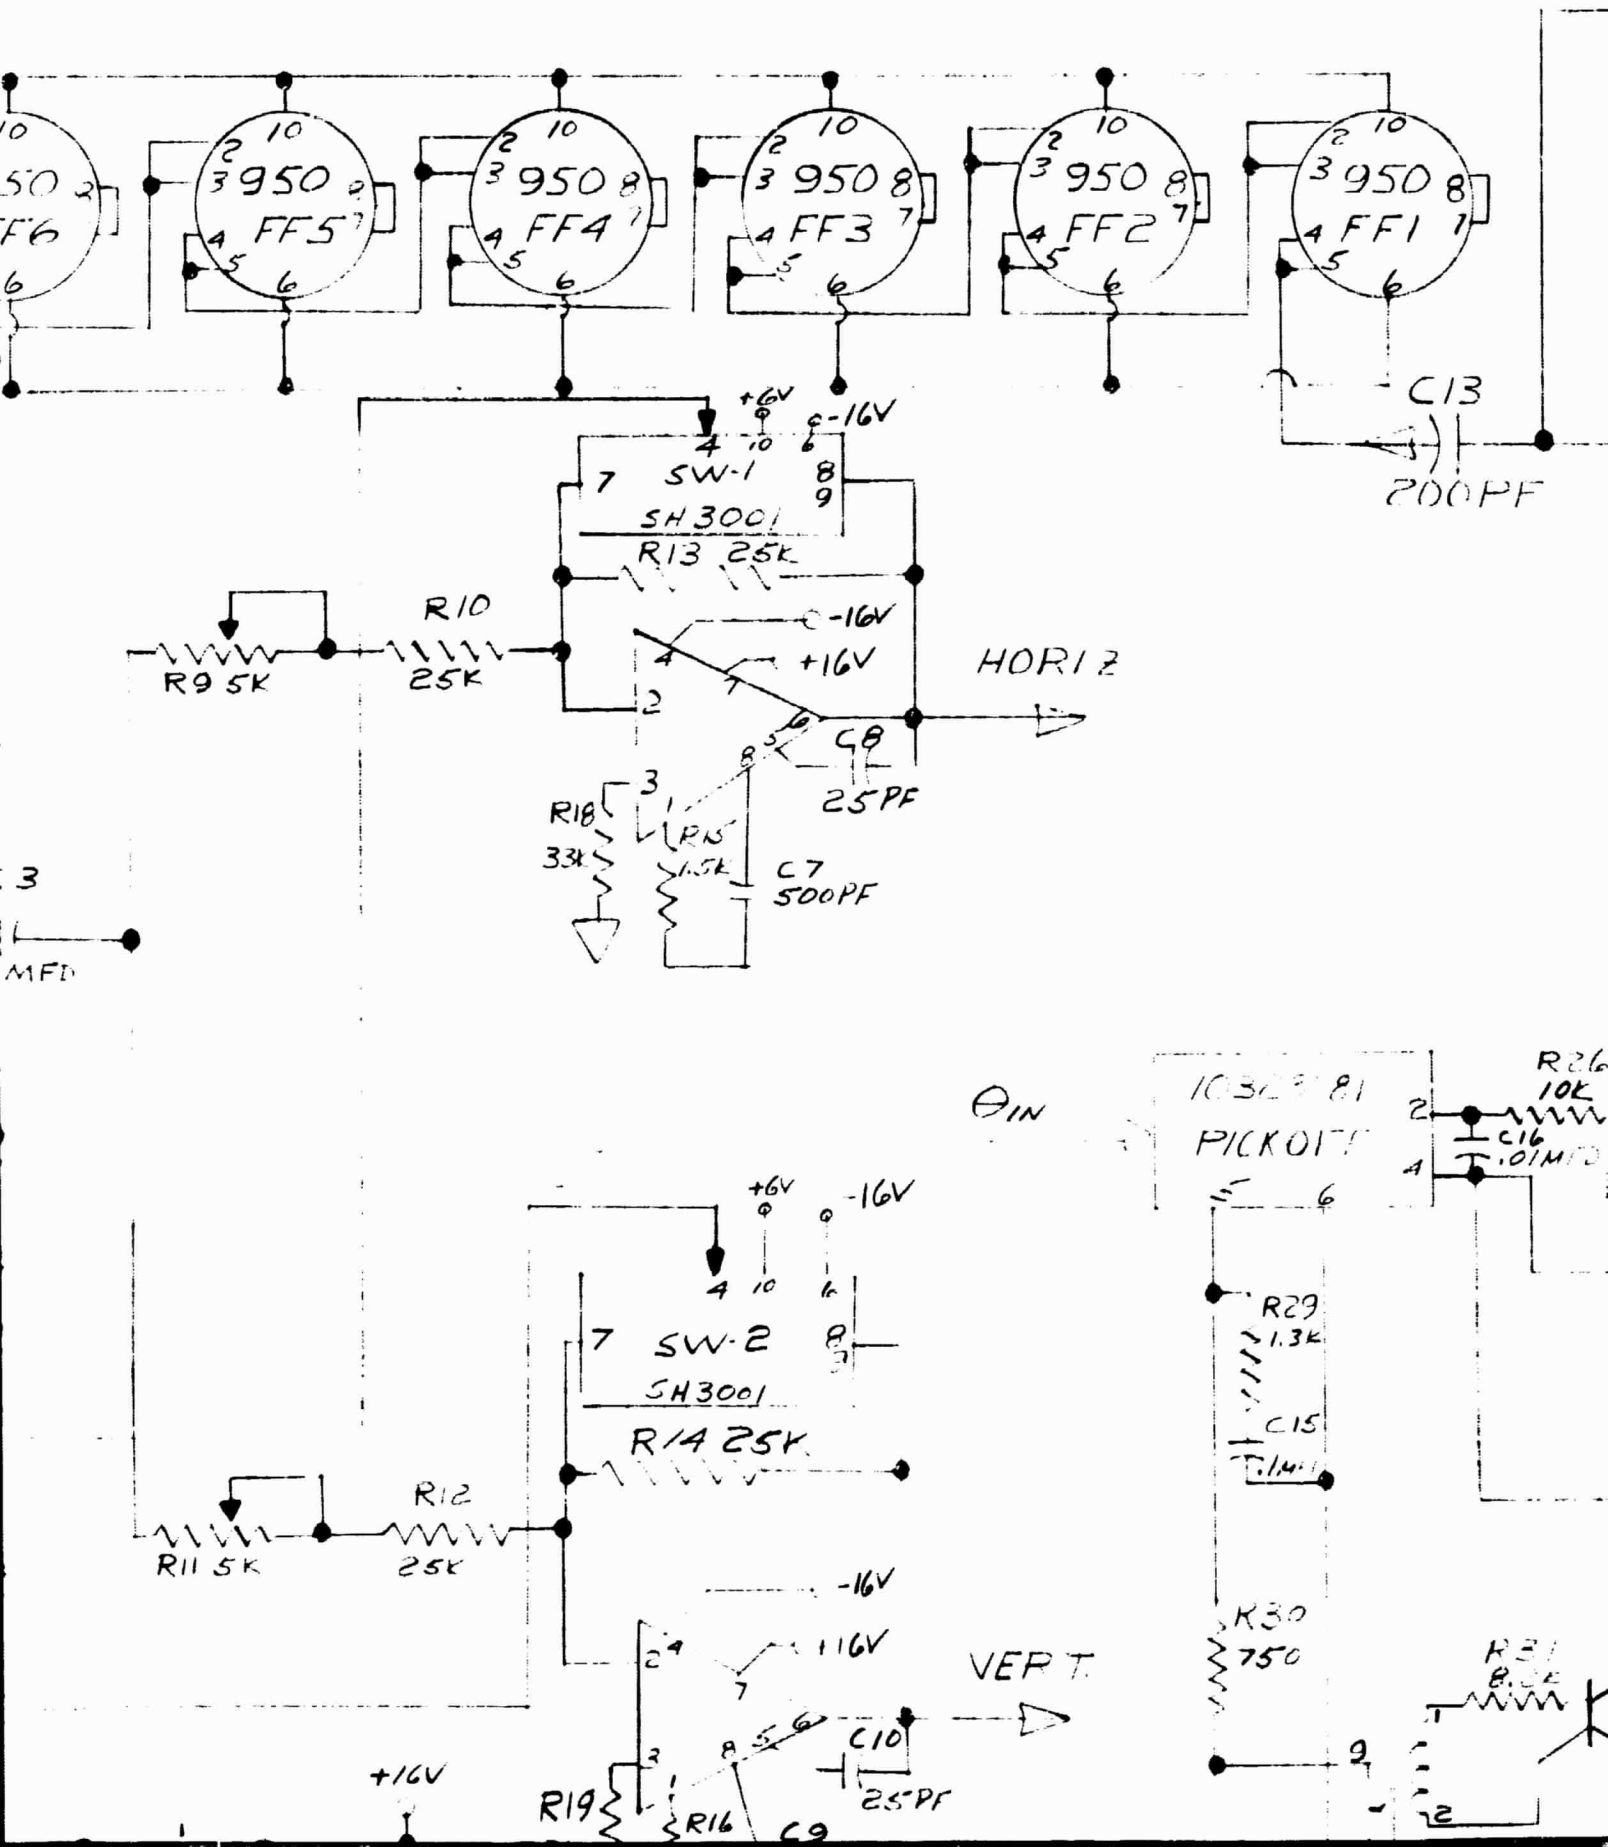 10 10 10 10 10 10
2 2 2 2 2
50 3 950 3 950 8 3 950 8 3 950 8 3 950 8
F6 FF5 7 FF4 7 FF3 7 FF2 7 FF1
4 4 4 4 4
5 5 5 5 5
6 6 6 6 6 6
C13
200PF
+6V -16V
4 10 6
7 SW-1 8
9
SH3001
R13 25K
R10
R9 5K 25K
-16V
4 +16V
7
HORIZ
2
6
5 C8
8
25PF
3
1
R18
33K
R15
1.5K
C7
500PF
3
MFD
θIN
PICKOFF
2
4
6
R26
10K
C16
.01MFD
+6V -16V
4 10 6
7 SW-2 8
SH3001
R14 25K
R29
1.3K
C15
R12
R11 5K 25K
-16V
4 +16V
2
7
VERT.
6
5 C10
8
3
25PF
1
R30
750
R31
1
9
2
+16V
R19
R16
C9